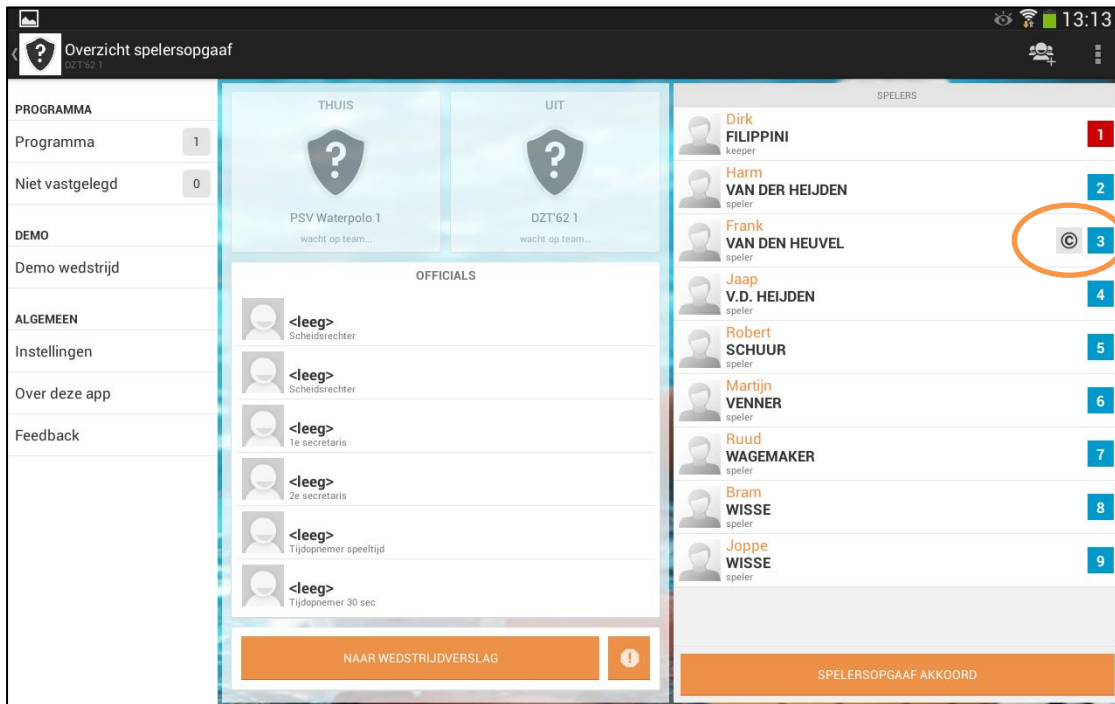 13:13
Overzicht spelersopgaaf
DZT'62 1
PROGRAMMA
Programma 1
Niet vastgelegd 0
DEMO
Demo wedstrijd
ALGEMEEN
Instellingen
Over deze app
Feedback
THUIS
?
PSV Waterpolo 1
wacht op team...
UIT
?
DZT'62 1
wacht op team...
OFFICIALS
<leeg>
Scheidsrechter
<leeg>
Scheidsrechter
<leeg>
1e secretaris
<leeg>
2e secretaris
<leeg>
Tijdopnemer speeltijd
<leeg>
Tijdopnemer 30 sec
NAAR WEDSTRIJDVERSLAG
SPELERS
Dirk
FILIPPINI 1
keeper
Harm
VAN DER HEIJDEN 2
speler
Frank
VAN DEN HEUVEL © 3
speler
Jaap
V.D. HEIJDEN 4
speler
Robert
SCHUUR 5
speler
Martijn
VENNER 6
speler
Ruud
WAGEMAKER 7
speler
Bram
WISSE 8
speler
Joppe
WISSE 9
speler
SPELERSOPGAAF AKKOORD